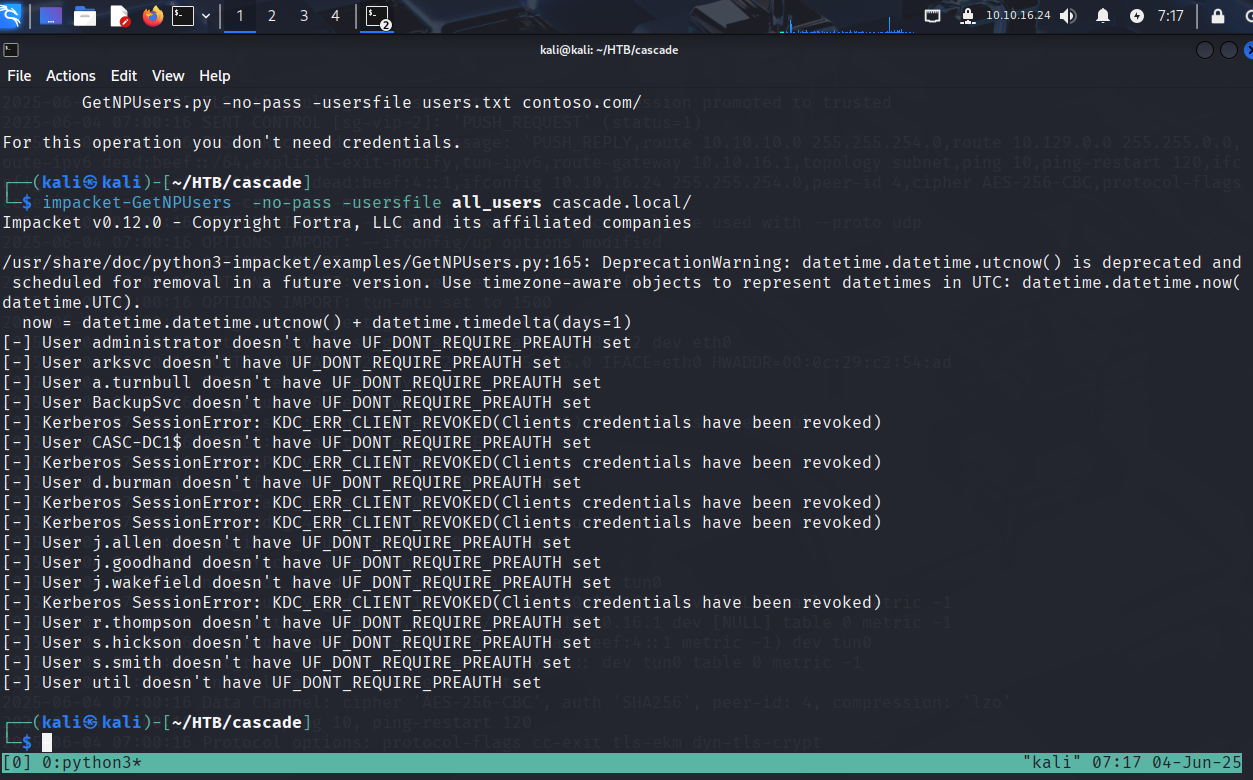 1 2 3 4 2 10.10.16.24 7:17
kali@kali: ~/HTB/cascade
File Actions Edit View Help
GetNPUsers.py -no-pass -usersfile users.txt contoso.com/
For this operation you don't need credentials.
┌──(kali㉿kali)-[~/HTB/cascade]
└─$ impacket-GetNPUsers -no-pass -usersfile all_users cascade.local/
Impacket v0.12.0 - Copyright Fortra, LLC and its affiliated companies
/usr/share/doc/python3-impacket/examples/GetNPUsers.py:165: DeprecationWarning: datetime.datetime.utcnow() is deprecated and
scheduled for removal in a future version. Use timezone-aware objects to represent datetimes in UTC: datetime.datetime.now(
datetime.UTC).
now = datetime.datetime.utcnow() + datetime.timedelta(days=1)
[-] User administrator doesn't have UF_DONT_REQUIRE_PREAUTH set
[-] User arksvc doesn't have UF_DONT_REQUIRE_PREAUTH set
[-] User a.turnbull doesn't have UF_DONT_REQUIRE_PREAUTH set
[-] User BackupSvc doesn't have UF_DONT_REQUIRE_PREAUTH set
[-] Kerberos SessionError: KDC_ERR_CLIENT_REVOKED(Clients credentials have been revoked)
[-] User CASC-DC1$ doesn't have UF_DONT_REQUIRE_PREAUTH set
[-] Kerberos SessionError: KDC_ERR_CLIENT_REVOKED(Clients credentials have been revoked)
[-] User d.burman doesn't have UF_DONT_REQUIRE_PREAUTH set
[-] Kerberos SessionError: KDC_ERR_CLIENT_REVOKED(Clients credentials have been revoked)
[-] Kerberos SessionError: KDC_ERR_CLIENT_REVOKED(Clients credentials have been revoked)
[-] User j.allen doesn't have UF_DONT_REQUIRE_PREAUTH set
[-] User j.goodhand doesn't have UF_DONT_REQUIRE_PREAUTH set
[-] User j.wakefield doesn't have UF_DONT_REQUIRE_PREAUTH set
[-] Kerberos SessionError: KDC_ERR_CLIENT_REVOKED(Clients credentials have been revoked)
[-] User r.thompson doesn't have UF_DONT_REQUIRE_PREAUTH set
[-] User s.hickson doesn't have UF_DONT_REQUIRE_PREAUTH set
[-] User s.smith doesn't have UF_DONT_REQUIRE_PREAUTH set
[-] User util doesn't have UF_DONT_REQUIRE_PREAUTH set
┌──(kali㉿kali)-[~/HTB/cascade]
└─$
[0] 0:python3* "kali" 07:17 04-Jun-25